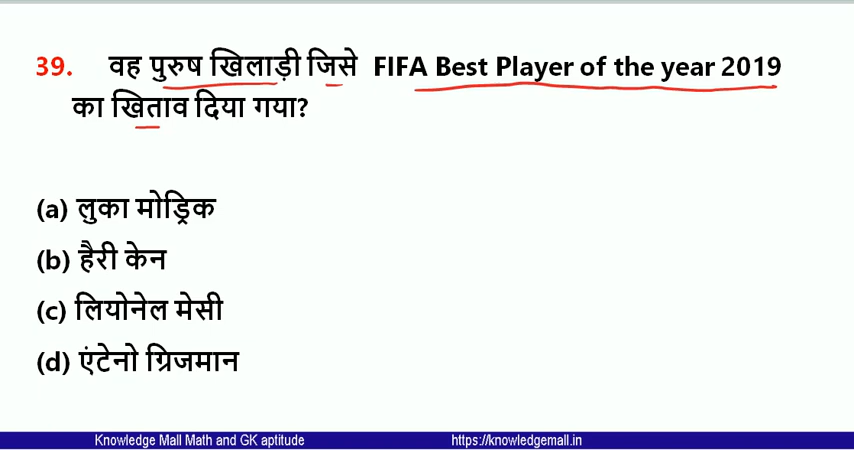 39. वह पुरुष खिलाड़ी जिसे FIFA Best Player of the year 2019
का खिताव दिया गया?
(a) लुका मोड्रिक
(b) हैरी केन
(c) लियोनेल मेसी
(d) एंटेनो ग्रिजमान
Knowledge Mall Math and GK aptitude https://knowledgemall.in